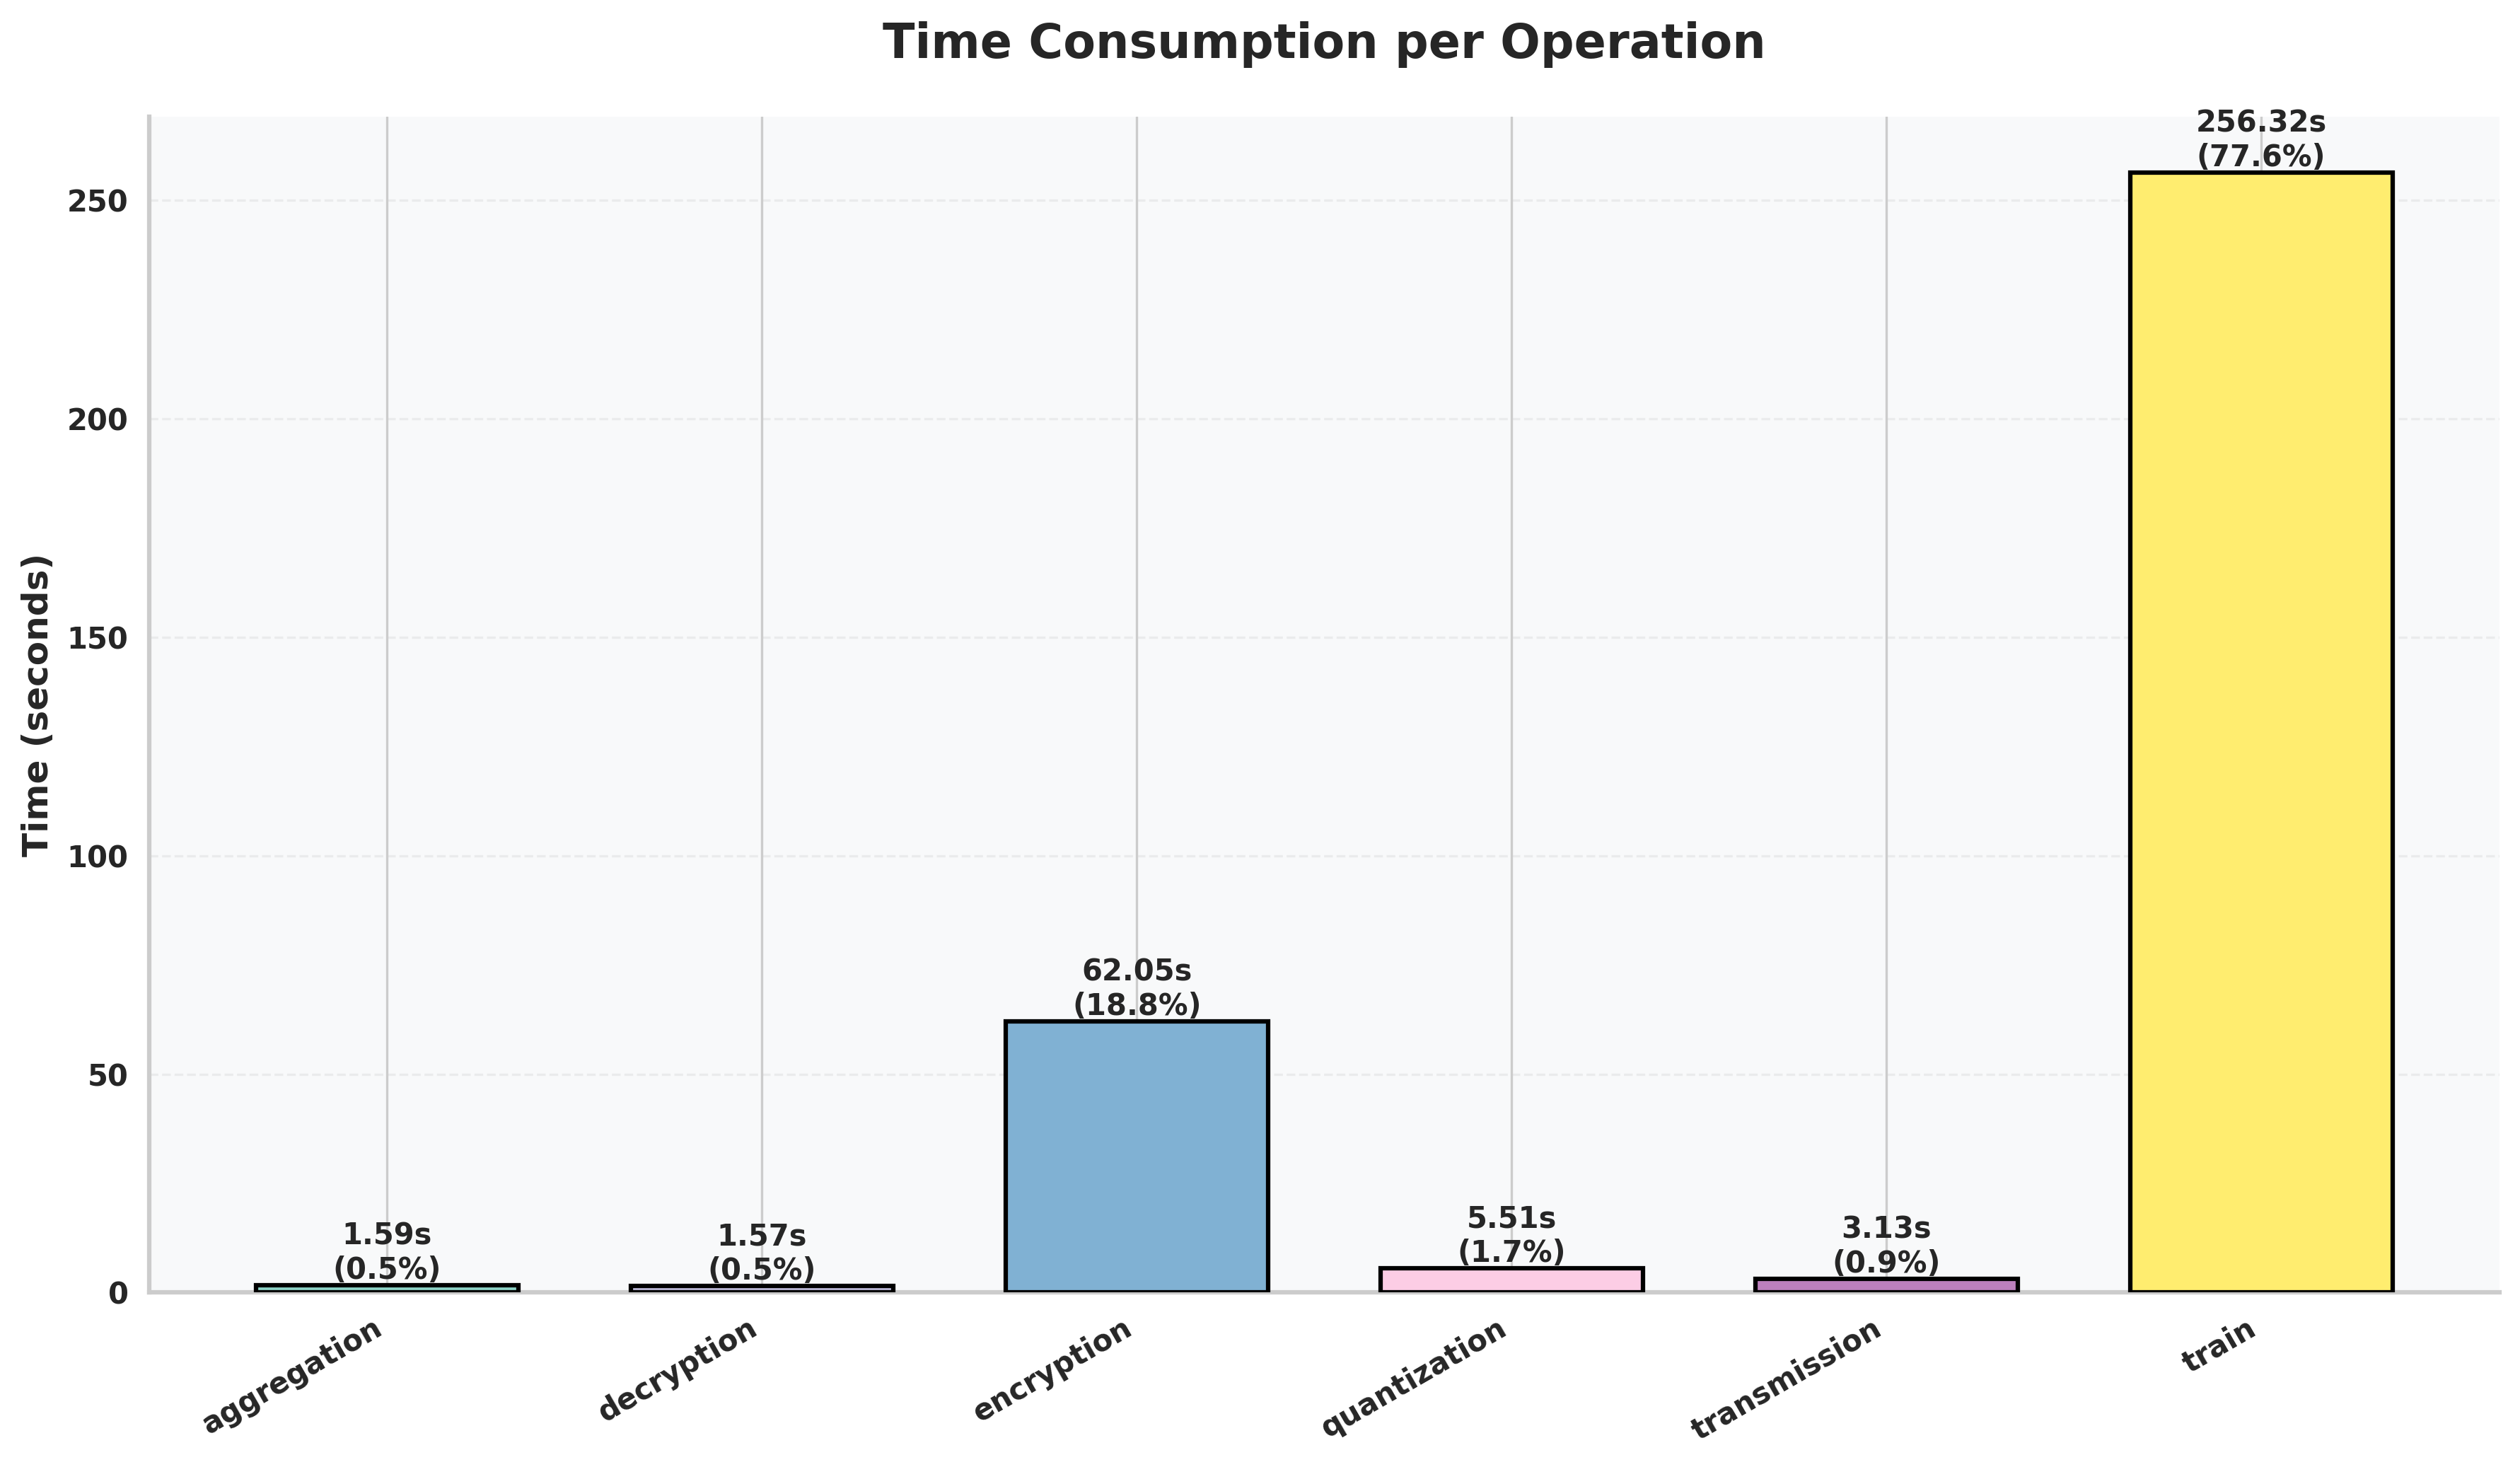 Time Consumption per Operation
Time (seconds)
250
200
150
100
50
0
1.59s
(0.5%)
1.57s
(0.5%)
62.05s
(18.8%)
5.51s
(1.7%)
3.13s
(0.9%)
256.32s
(77.6%)
aggregation
decryption
encryption
quantization
transmission
train